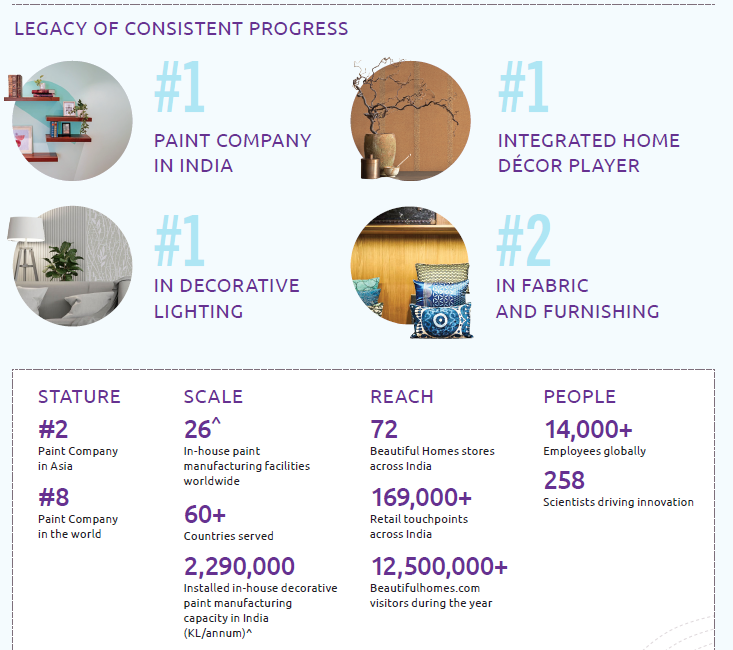 LEGACY OF CONSISTENT PROGRESS
#1
PAINT COMPANY
IN INDIA
#1
INTEGRATED HOME
DÉCOR PLAYER
#1
IN DECORATIVE
LIGHTING
#2
IN FABRIC
AND FURNISHING
STATURE
#2
Paint Company
in Asia
#8
Paint Company
in the world
SCALE
26^
In-house paint
manufacturing facilities
worldwide
60+
Countries served
2,290,000
Installed in-house decorative
paint manufacturing
capacity in India
(KL/annum)^
REACH
72
Beautiful Homes stores
across India
169,000+
Retail touchpoints
across India
12,500,000+
Beautifulhomes.com
visitors during the year
PEOPLE
14,000+
Employees globally
258
Scientists driving innovation